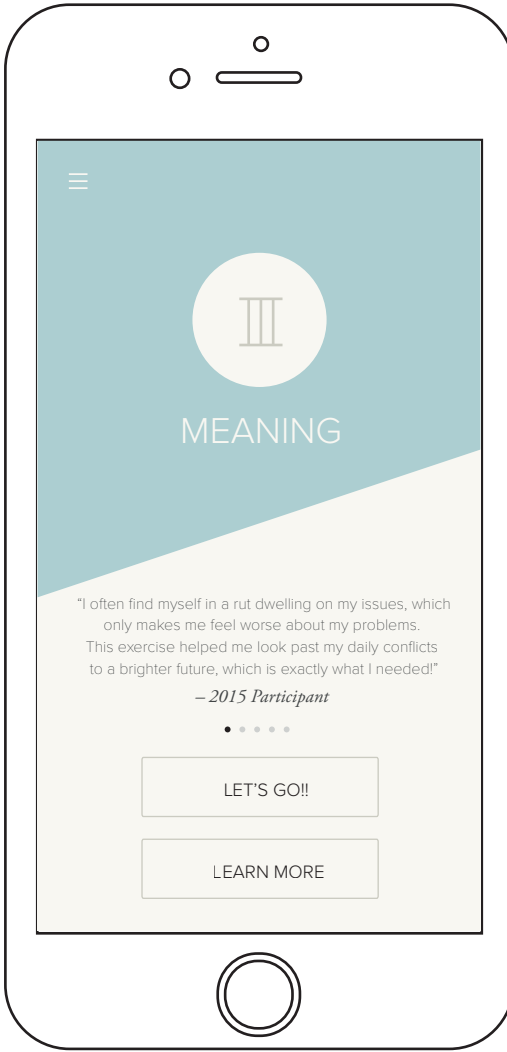 III
MEANING
“I often find myself in a rut dwelling on my issues, which
only makes me feel worse about my problems.
This exercise helped me look past my daily conflicts
to a brighter future, which is exactly what I needed!”
– 2015 Participant
LET’S GO!!
LEARN MORE